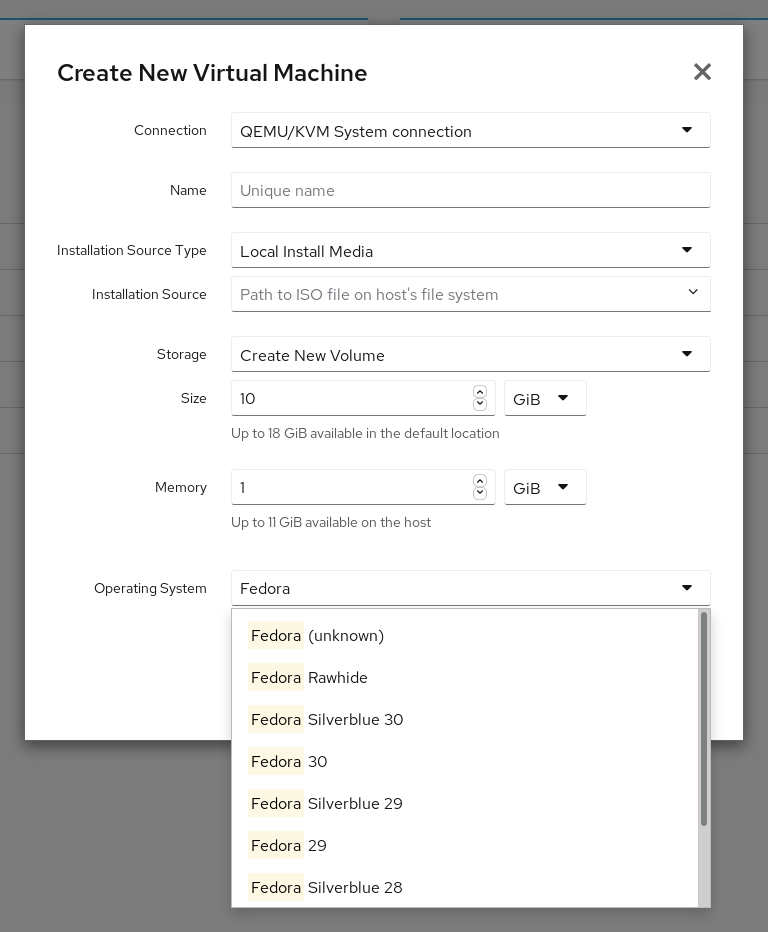 Create New Virtual Machine
Connection QEMU/KVM System connection
Name Unique name
Installation Source Type Local Install Media
Installation Source Path to ISO file on host's file system
Storage Create New Volume
Size 10 GiB
Up to 18 GiB available in the default location
Memory 1 GiB
Up to 11 GiB available on the host
Operating System Fedora
Fedora (unknown)
Fedora Rawhide
Fedora Silverblue 30
Fedora 30
Fedora Silverblue 29
Fedora 29
Fedora Silverblue 28